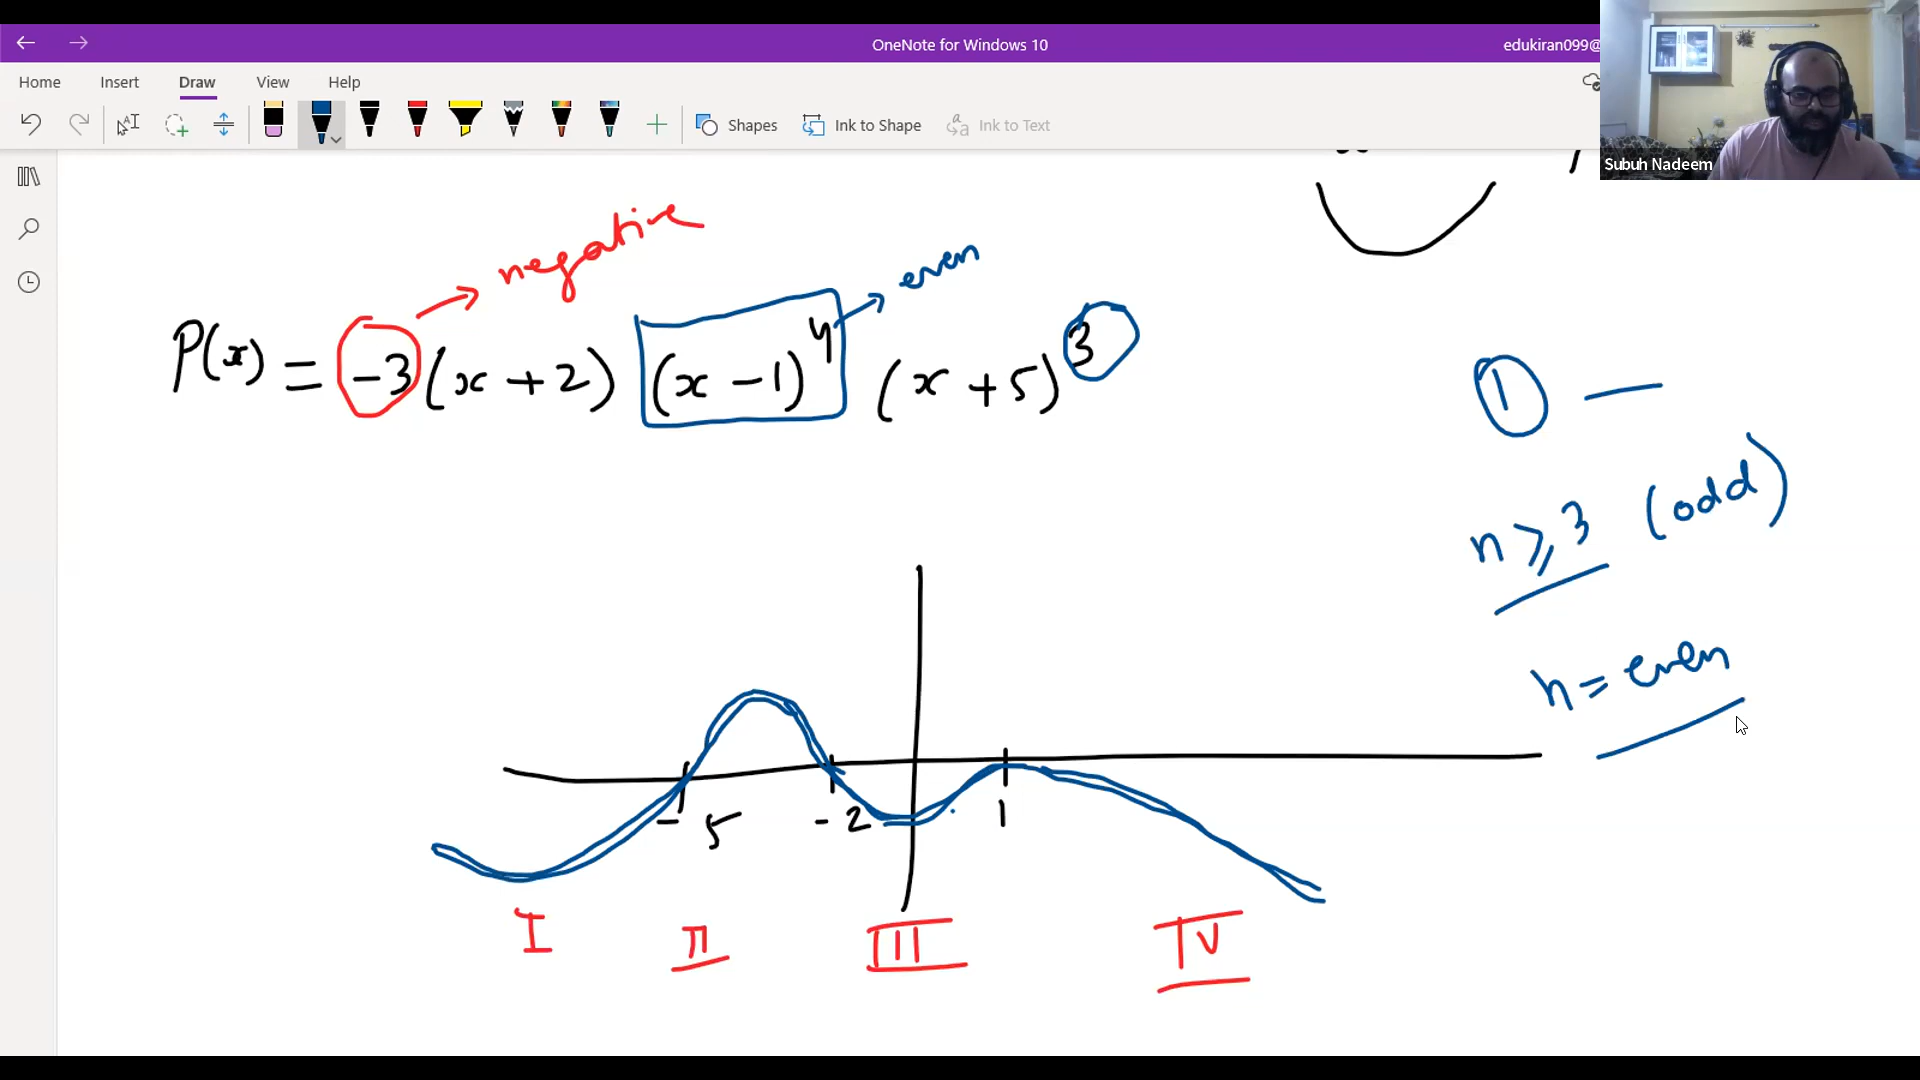 OneNote for Windows 10
edukiran099@
Home Insert Draw View Help
Shapes Ink to Shape Ink to Text
Subuh Nadeem
negative
even
P(x) = -3(x+2) (x-1)^4 (x+5)^3
1 —
n ≥ 3 (odd)
n = even
-5 -2 1
I II III IV